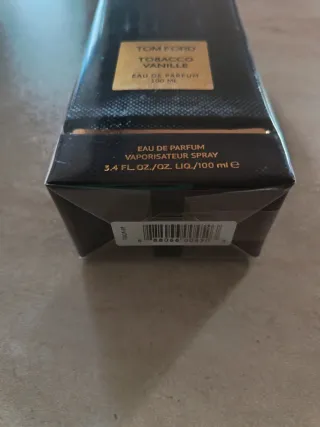 TOM FORD
TOBACCO
VANILLE
EAU DE PARFUM
100 ML
EAU DE PARFUM
VAPORISATEUR SPRAY
3.4 FL. OZ./OZ. LIQ./100 ml ℮